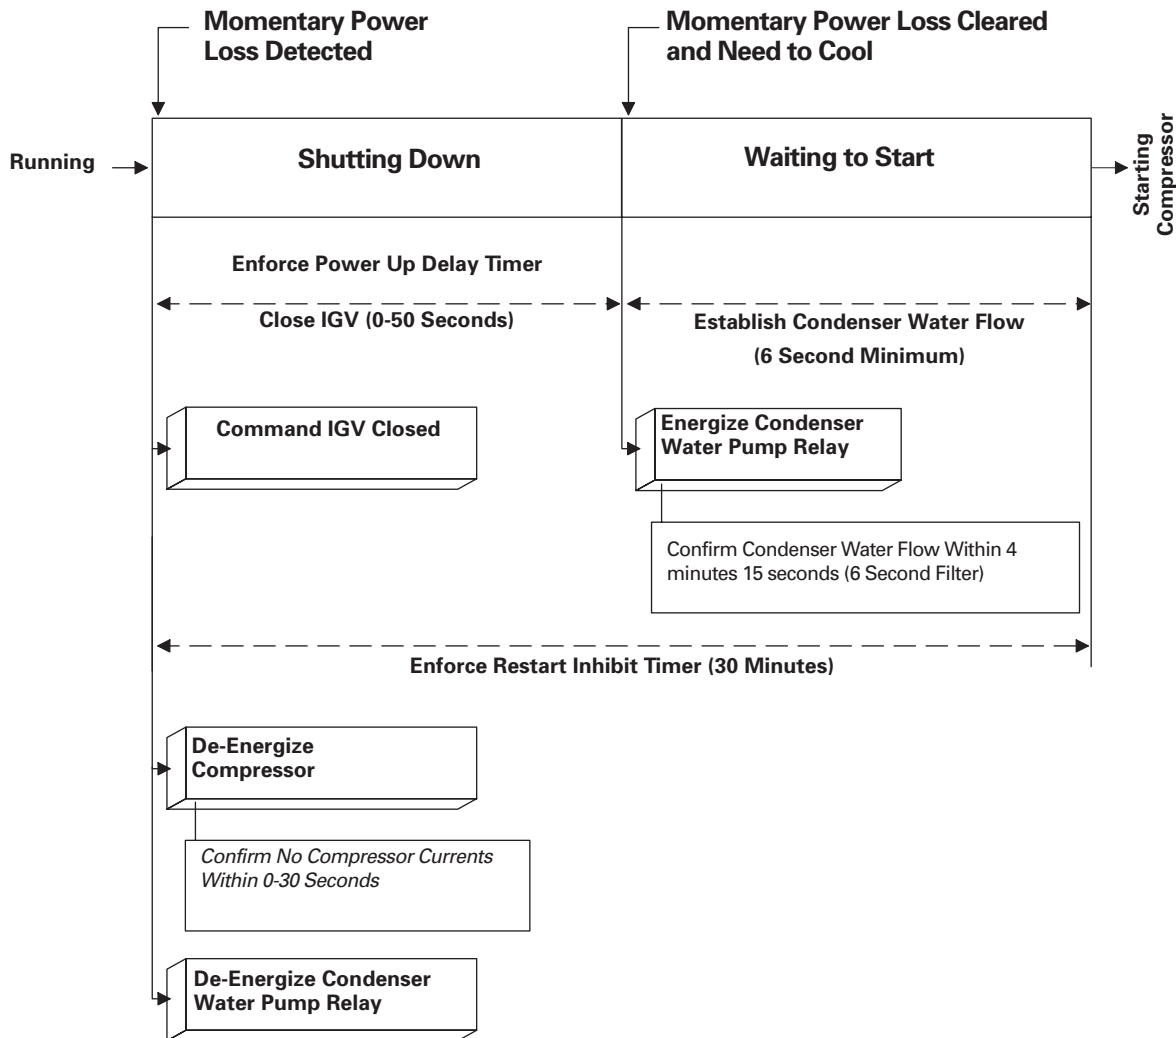 Momentary Power
Loss Detected
Momentary Power Loss Cleared
and Need to Cool
Running
Shutting Down
Waiting to Start
Starting
Compressor
Enforce Power Up Delay Timer
Close IGV (0-50 Seconds)
Establish Condenser Water Flow
(6 Second Minimum)
Command IGV Closed
Energize Condenser
Water Pump Relay
Confirm Condenser Water Flow Within 4
minutes 15 seconds (6 Second Filter)
Enforce Restart Inhibit Timer (30 Minutes)
De-Energize
Compressor
Confirm No Compressor Currents
Within 0-30 Seconds
De-Energize Condenser
Water Pump Relay